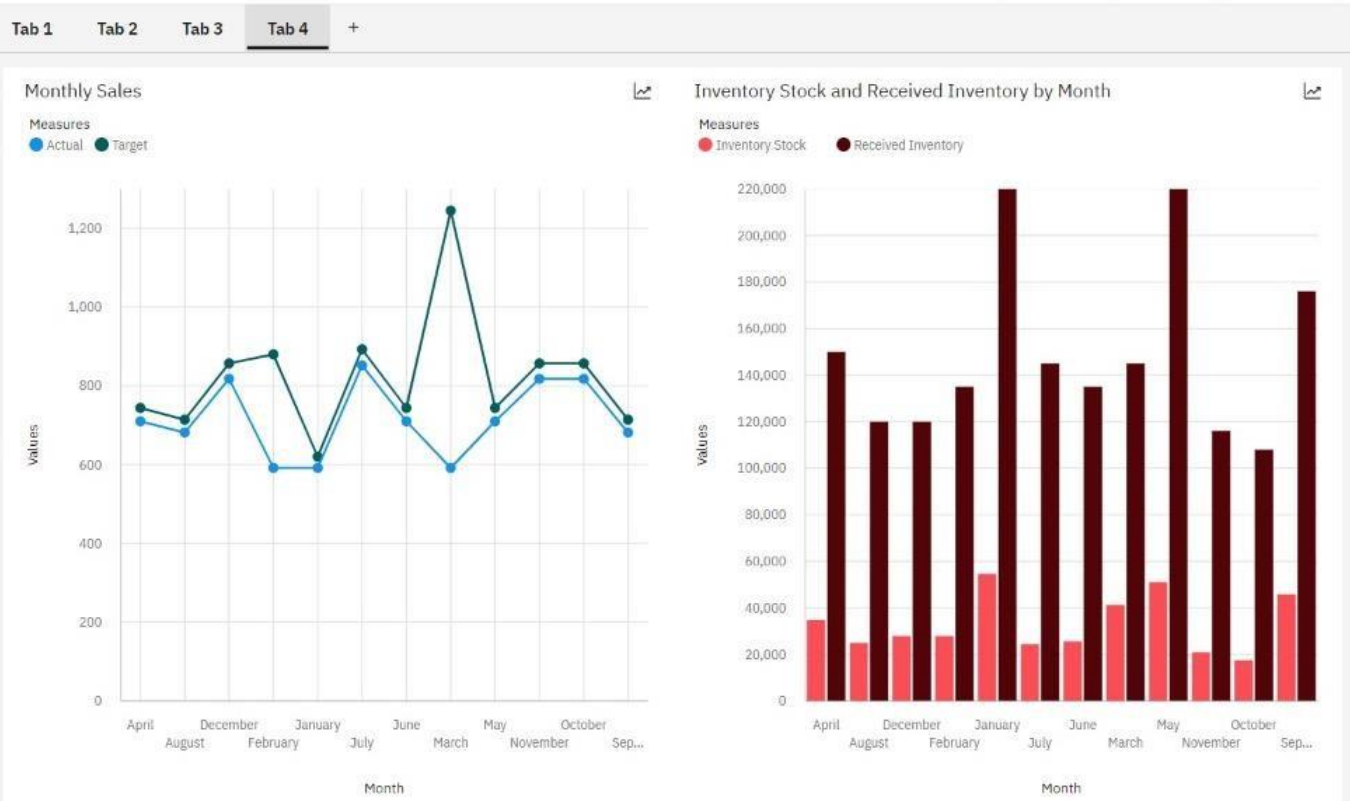 Tab 1 Tab 2 Tab 3 Tab 4 +
Monthly Sales
Measures
Actual Target
1,200
1,000
800
600
400
200
0
Values
April December January June May October
August February July March November Sep...
Month
Inventory Stock and Received Inventory by Month
Measures
Inventory Stock Received Inventory
220,000
200,000
180,000
160,000
140,000
120,000
100,000
80,000
60,000
40,000
20,000
0
Values
April December January June May October
August February July March November Sep...
Month